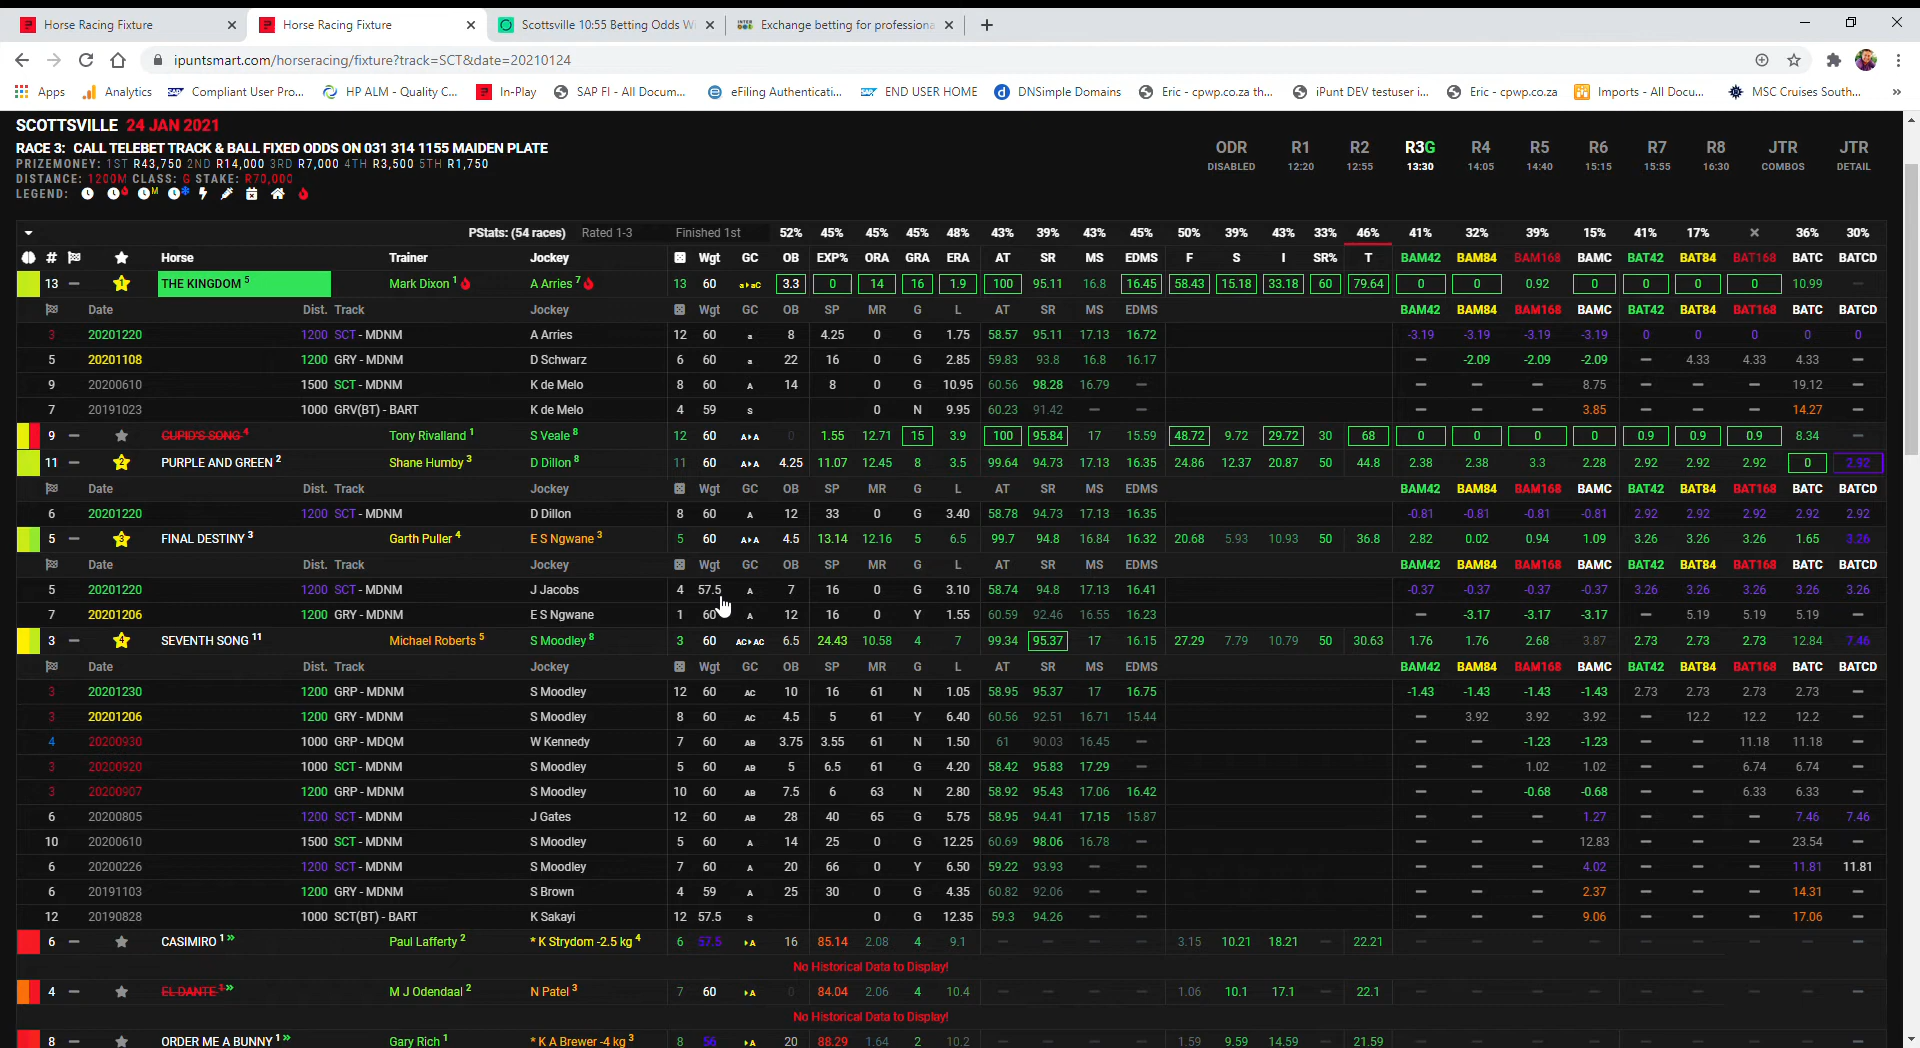 Horse Racing Fixture
Horse Racing Fixture
Scottsville 10:55 Betting Odds Wi
Exchange betting for professiona
ipuntsmart.com/horseracing/fixture?track=SCT&date=20210124
Apps Analytics Compliant User Pro... HP ALM - Quality C... In-Play SAP FI - All Docum... eFiling Authenticati... END USER HOME DNSimple Domains Eric - cpwp.co.za th... iPunt DEV testuser i... Eric - cpwp.co.za Imports - All Docu... MSC Cruises South... »
SCOTTSVILLE 24 JAN 2021
RACE 3: CALL TELEBET TRACK & BALL FIXED ODDS ON 031 314 1155 MAIDEN PLATE
PRIZEMONEY: 1ST R43,750 2ND R14,000 3RD R7,000 4TH R3,500 5TH R1,750
DISTANCE: 1200M CLASS: G STAKE: R70,000
LEGEND:
ODR R1 R2 R3G R4 R5 R6 R7 R8 JTR JTR
DISABLED 12:20 12:55 13:30 14:05 14:40 15:15 15:55 16:30 COMBOS DETAIL
PStats: (54 races) Rated 1-3 Finished 1st 52% 45% 45% 45% 48% 43% 39% 43% 45% 50% 39% 43% 33% 46% 41% 32% 39% 15% 41% 17% × 36% 30%
# Horse Trainer Jockey Wgt GC OB EXP% ORA GRA ERA AT SR MS EDMS F S I SR% T BAM42 BAM84 BAM168 BAMC BAT42 BAT84 BAT168 BATC BATCD
13 – 1 THE KINGDOM 5 Mark Dixon 1 A Arries 7 13 60 a▸aC 3.3 0 14 16 1.9 100 95.11 16.8 16.45 58.43 15.18 33.18 60 79.64 0 0 0.92 0 0 0 0 10.99 –
Date Dist. Track Jockey Wgt GC OB SP MR G L AT SR MS EDMS BAM42 BAM84 BAM168 BAMC BAT42 BAT84 BAT168 BATC BATCD
3 20201220 1200 SCT - MDNM A Arries 12 60 a 8 4.25 0 G 1.75 58.57 95.11 17.13 16.72 -3.19 -3.19 -3.19 -3.19 0 0 0 0 0
5 20201108 1200 GRY - MDNM D Schwarz 6 60 a 22 16 0 G 2.85 59.83 93.8 16.8 16.17 – -2.09 -2.09 -2.09 – 4.33 4.33 4.33 –
9 20200610 1500 SCT - MDNM K de Melo 8 60 A 14 8 0 G 10.95 60.56 98.28 16.79 – – – – 8.75 – – – 19.12 –
7 20191023 1000 GRV(BT) - BART K de Melo 4 59 s 0 N 9.95 60.23 91.42 – – – – – 3.85 – – – 14.27 –
9 – CUPID'S SONG 4 Tony Rivalland 1 S Veale 8 12 60 A▸A 0 1.55 12.71 15 3.9 100 95.84 17 15.59 48.72 9.72 29.72 30 68 0 0 0 0 0.9 0.9 0.9 8.34 –
11 – 2 PURPLE AND GREEN 2 Shane Humby 3 D Dillon 8 11 60 A▸A 4.25 11.07 12.45 8 3.5 99.64 94.73 17.13 16.35 24.86 12.37 20.87 50 44.8 2.38 2.38 3.3 2.28 2.92 2.92 2.92 0 2.92
Date Dist. Track Jockey Wgt GC OB SP MR G L AT SR MS EDMS BAM42 BAM84 BAM168 BAMC BAT42 BAT84 BAT168 BATC BATCD
6 20201220 1200 SCT - MDNM D Dillon 8 60 A 12 33 0 G 3.40 58.78 94.73 17.13 16.35 -0.81 -0.81 -0.81 -0.81 2.92 2.92 2.92 2.92 2.92
5 – 3 FINAL DESTINY 3 Garth Puller 4 E S Ngwane 3 5 60 A▸A 4.5 13.14 12.16 5 6.5 99.7 94.8 16.84 16.32 20.68 5.93 10.93 50 36.8 2.82 0.02 0.94 1.09 3.26 3.26 3.26 1.65 3.26
Date Dist. Track Jockey Wgt GC OB SP MR G L AT SR MS EDMS BAM42 BAM84 BAM168 BAMC BAT42 BAT84 BAT168 BATC BATCD
5 20201220 1200 SCT - MDNM J Jacobs 4 57.5 A 7 16 0 G 3.10 58.74 94.8 17.13 16.41 -0.37 -0.37 -0.37 -0.37 3.26 3.26 3.26 3.26 3.26
7 20201206 1200 GRY - MDNM E S Ngwane 1 60 A 12 16 0 Y 1.55 60.59 92.46 16.55 16.23 – -3.17 -3.17 -3.17 – 5.19 5.19 5.19 –
3 – 4 SEVENTH SONG 11 Michael Roberts 5 S Moodley 8 3 60 AC▸AC 6.5 24.43 10.58 4 7 99.34 95.37 17 16.15 27.29 7.79 10.79 50 30.63 1.76 1.76 2.68 3.87 2.73 2.73 2.73 12.84 7.46
Date Dist. Track Jockey Wgt GC OB SP MR G L AT SR MS EDMS BAM42 BAM84 BAM168 BAMC BAT42 BAT84 BAT168 BATC BATCD
3 20201230 1200 GRP - MDNM S Moodley 12 60 AC 10 16 61 N 1.05 58.95 95.37 17 16.75 -1.43 -1.43 -1.43 -1.43 2.73 2.73 2.73 2.73 –
3 20201206 1200 GRY - MDNM S Moodley 8 60 AC 4.5 5 61 Y 6.40 60.56 92.51 16.71 15.44 – 3.92 3.92 3.92 – 12.2 12.2 12.2 –
4 20200930 1000 GRP - MDQM W Kennedy 7 60 AB 3.75 3.55 61 N 1.50 61 90.03 16.45 – – – -1.23 -1.23 – – 11.18 11.18 –
3 20200920 1000 SCT - MDNM S Moodley 5 60 AB 5 6.5 61 G 4.20 58.42 95.83 17.29 – – – 1.02 1.02 – – 6.74 6.74 –
3 20200907 1200 GRP - MDNM S Moodley 10 60 AB 7.5 6 63 N 2.80 58.92 95.43 17.06 16.42 – – -0.68 -0.68 – – 6.33 6.33 –
6 20200805 1200 SCT - MDNM J Gates 12 60 AB 28 40 65 G 5.75 58.95 94.41 17.15 15.87 – – – 1.27 – – – 7.46 7.46
10 20200610 1500 SCT - MDNM S Moodley 5 60 A 14 25 0 G 12.25 60.69 98.06 16.78 – – – 12.83 – – – 23.54 –
6 20200226 1200 SCT - MDNM S Moodley 7 60 A 20 66 0 Y 6.50 59.22 93.93 – – – – – 4.02 – – – 11.81 11.81
6 20191103 1200 GRY - MDNM S Brown 4 59 A 25 30 0 G 4.35 60.82 92.06 – – – – – 2.37 – – – 14.31 –
12 20190828 1000 SCT(BT) - BART K Sakayi 12 57.5 s 0 G 12.35 59.3 94.26 – – – – – 9.06 – – – 17.06 –
6 – CASIMIRO 1 » Paul Lafferty 2 * K Strydom -2.5 kg 4 6 57.5 ▸A 16 85.14 2.08 4 9.1 – – – – 3.15 10.21 18.21 – 22.21 – – – – – – – – –
No Historical Data to Display!
4 – EL DANTE 1 » M J Odendaal 2 N Patel 3 7 60 ▸A 0 84.04 2.06 4 10.4 – – – – 1.06 10.1 17.1 – 22.1 – – – – – – – – –
No Historical Data to Display!
8 – ORDER ME A BUNNY 1 » Gary Rich 1 * K A Brewer -4 kg 3 8 56 ▸A 20 88.29 1.64 2 10.2 – – – – 1.59 9.59 14.59 – 21.59 – – – – – – – – –